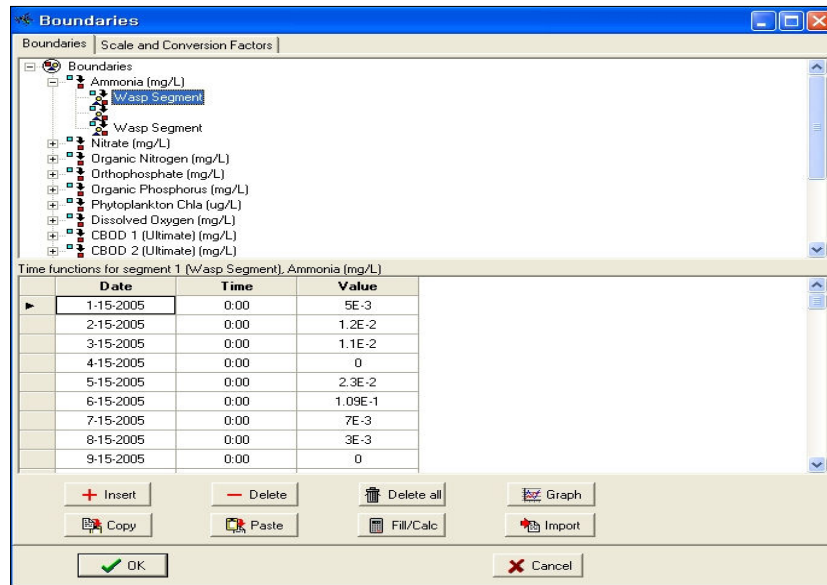 Boundaries
Boundaries Scale and Conversion Factors
Boundaries
Ammonia (mg/L)
Wasp Segment
Wasp Segment
Nitrate (mg/L)
Organic Nitrogen (mg/L)
Orthophosphate (mg/L)
Organic Phosphorus (mg/L)
Phytoplankton Chla (ug/L)
Dissolved Oxygen (mg/L)
CBOD 1 (Ultimate) (mg/L)
CBOD 2 (Ultimate) (mg/L)
Time functions for segment 1 (Wasp Segment), Ammonia (mg/L)
Date Time Value
1-15-2005 0:00 5E-3
2-15-2005 0:00 1.2E-2
3-15-2005 0:00 1.1E-2
4-15-2005 0:00 0
5-15-2005 0:00 2.3E-2
6-15-2005 0:00 1.09E-1
7-15-2005 0:00 7E-3
8-15-2005 0:00 3E-3
9-15-2005 0:00 0
Insert Delete Delete all Graph
Copy Paste Fill/Calc Import
OK Cancel